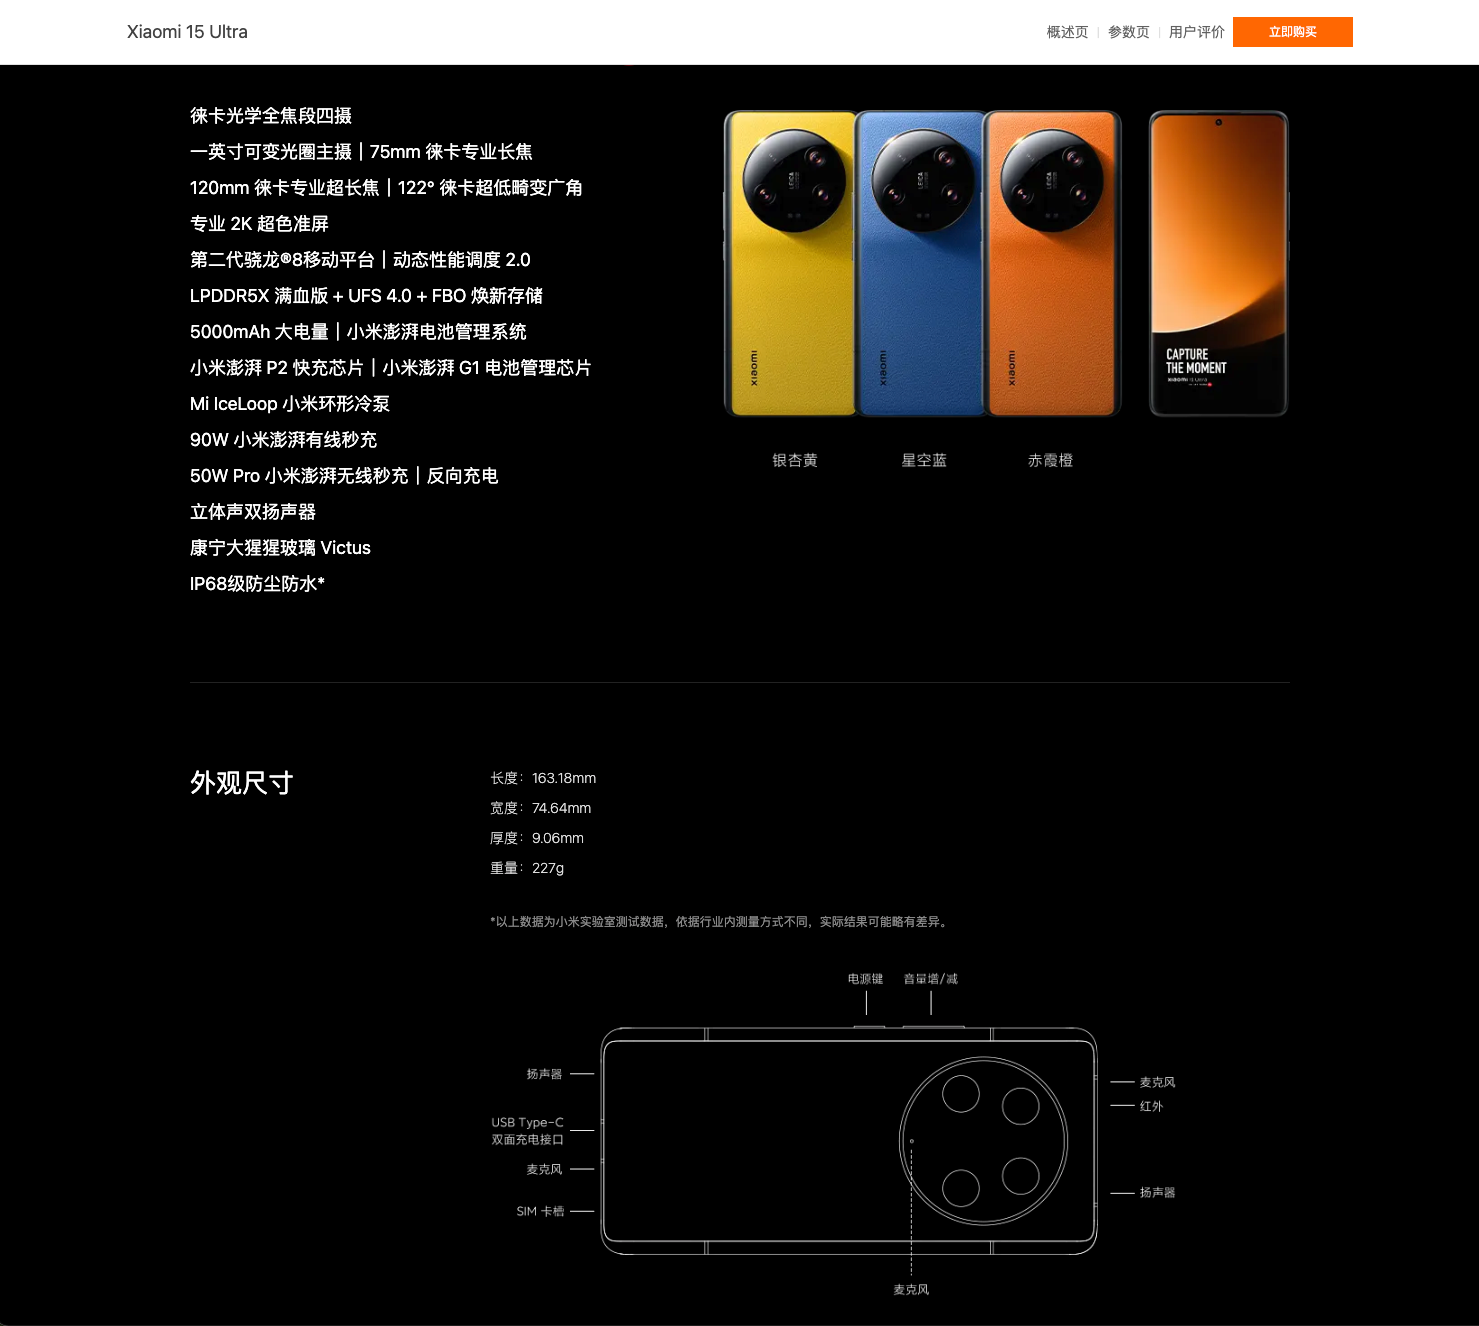 Xiaomi 15 Ultra
概述页 | 参数页 | 用户评价 立即购买
徕卡光学全焦段四摄
一英寸可变光圈主摄｜75mm 徕卡专业长焦
120mm 徕卡专业超长焦｜122° 徕卡超低畸变广角
专业 2K 超色准屏
第二代骁龙®8移动平台｜动态性能调度 2.0
LPDDR5X 满血版 + UFS 4.0 + FBO 焕新存储
5000mAh 大电量｜小米澎湃电池管理系统
小米澎湃 P2 快充芯片｜小米澎湃 G1 电池管理芯片
Mi IceLoop 小米环形冷泵
90W 小米澎湃有线秒充
50W Pro 小米澎湃无线秒充｜反向充电
立体声双扬声器
康宁大猩猩玻璃 Victus
IP68级防尘防水*
LEICA
LEICA
LEICA
xiaomi
xiaomi
xiaomi
CAPTURE
THE MOMENT
xiaomi 15 Ultra
银杏黄
星空蓝
赤霞橙
外观尺寸
长度：163.18mm
宽度：74.64mm
厚度：9.06mm
重量：227g
*以上数据为小米实验室测试数据，依据行业内测量方式不同，实际结果可能略有差异。
电源键
音量增/减
扬声器
USB Type-C
双面充电接口
麦克风
SIM 卡槽
麦克风
红外
扬声器
麦克风